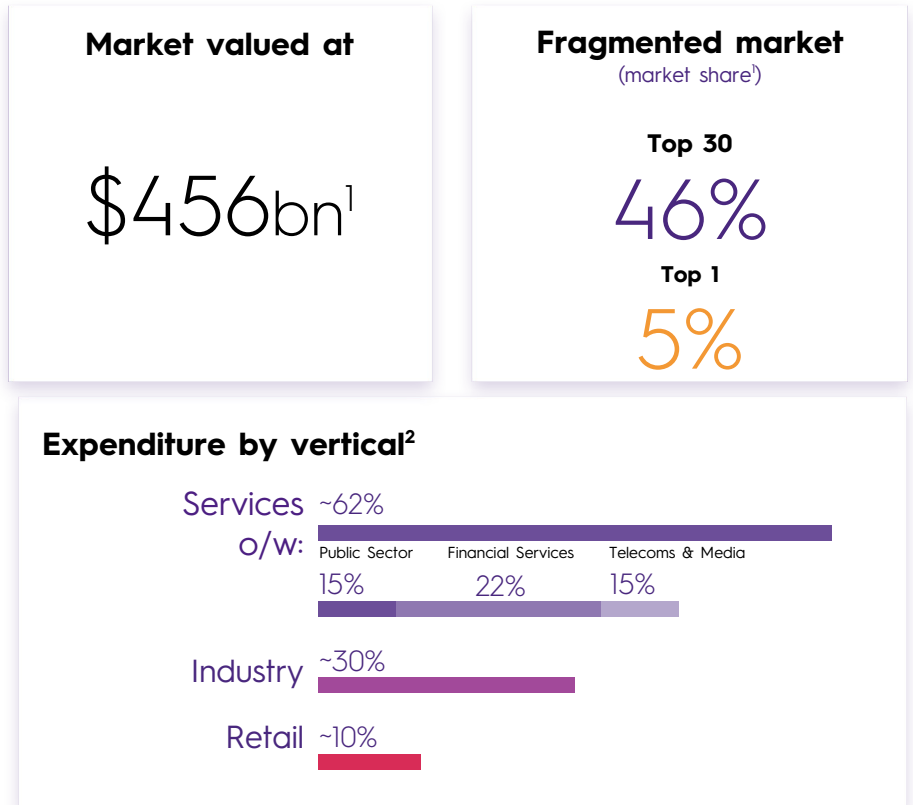 Market valued at
$456bn¹
Fragmented market
(market share¹)
Top 30
46%
Top 1
5%
Expenditure by vertical²
Services ~62%
o/w:
Public Sector Financial Services Telecoms & Media
15% 22% 15%
Industry ~30%
Retail ~10%